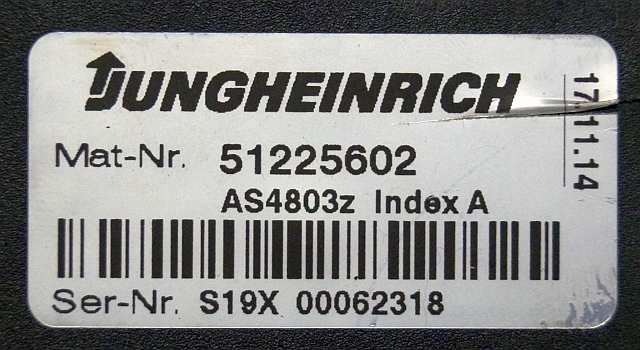 JUNGHEINRICH
Mat-Nr. 51225602
AS4803z Index A
Ser-Nr. S19X 00062318
17.11.14